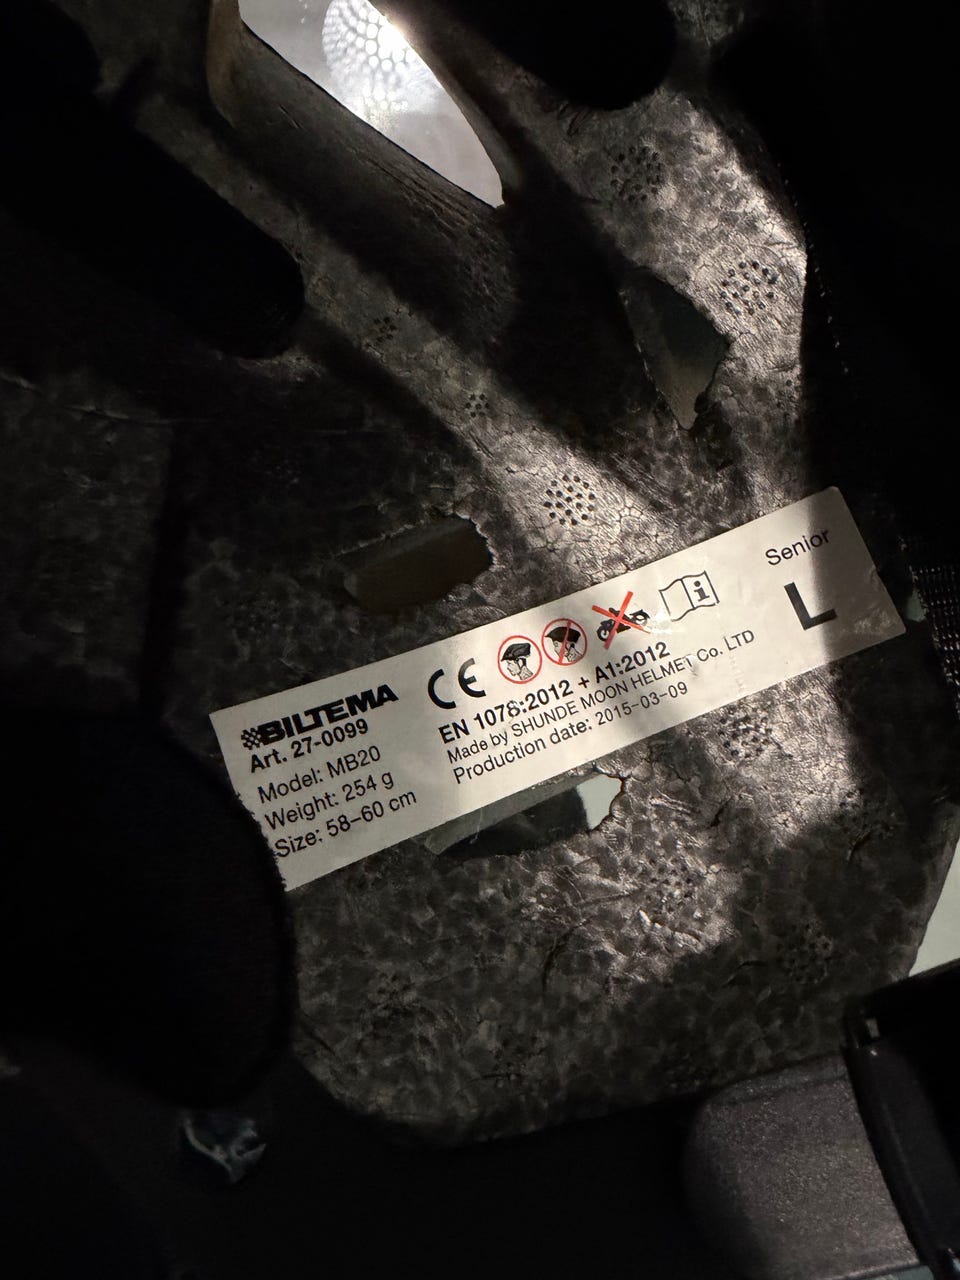 BILTEMA
Art. 27-0099
Model: MB20
Weight: 254 g
Size: 58–60 cm
CE
EN 1078:2012 + A1:2012
Made by SHUNDE MOON HELMET Co. LTD
Production date: 2015-03-09
Senior
L